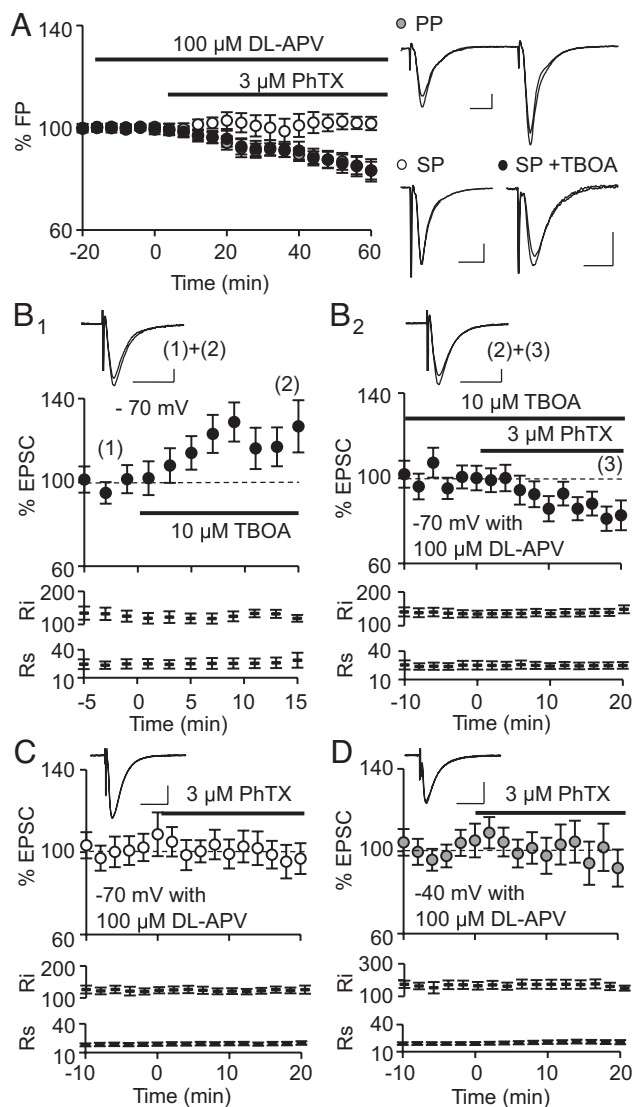 A
140
100 µM DL-APV
3 µM PhTX
% FP
100
60
-20
0
20
40
60
Time (min)
PP
SP
SP +TBOA
B1
(1)+(2)
- 70 mV
140
(2)
(1)
% EPSC
100
10 µM TBOA
60
Ri
200
100
Rs
40
10
-5
0
5
10
15
Time (min)
B2
(2)+(3)
140
10 µM TBOA
3 µM PhTX
% EPSC
100
(3)
-70 mV with
100 µM DL-APV
60
Ri
200
100
Rs
40
10
-10
0
10
20
Time (min)
C
140
3 µM PhTX
% EPSC
100
-70 mV with
100 µM DL-APV
60
Ri
200
100
Rs
40
10
-10
0
10
20
Time (min)
D
140
3 µM PhTX
% EPSC
100
-40 mV with
100 µM DL-APV
60
Ri
300
100
Rs
40
10
-10
0
10
20
Time (min)